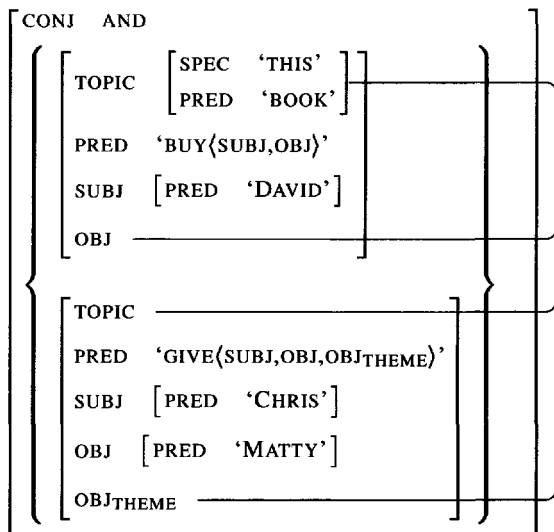 CONJ AND
SPEC ‘THIS’
TOPIC
PRED ‘BOOK’
PRED ‘BUY⟨SUBJ,OBJ⟩’
SUBJ [PRED ‘DAVID’]
OBJ
TOPIC
PRED ‘GIVE⟨SUBJ,OBJ,OBJTHEME⟩’
SUBJ [PRED ‘CHRIS’]
OBJ [PRED ‘MATTY’]
OBJTHEME